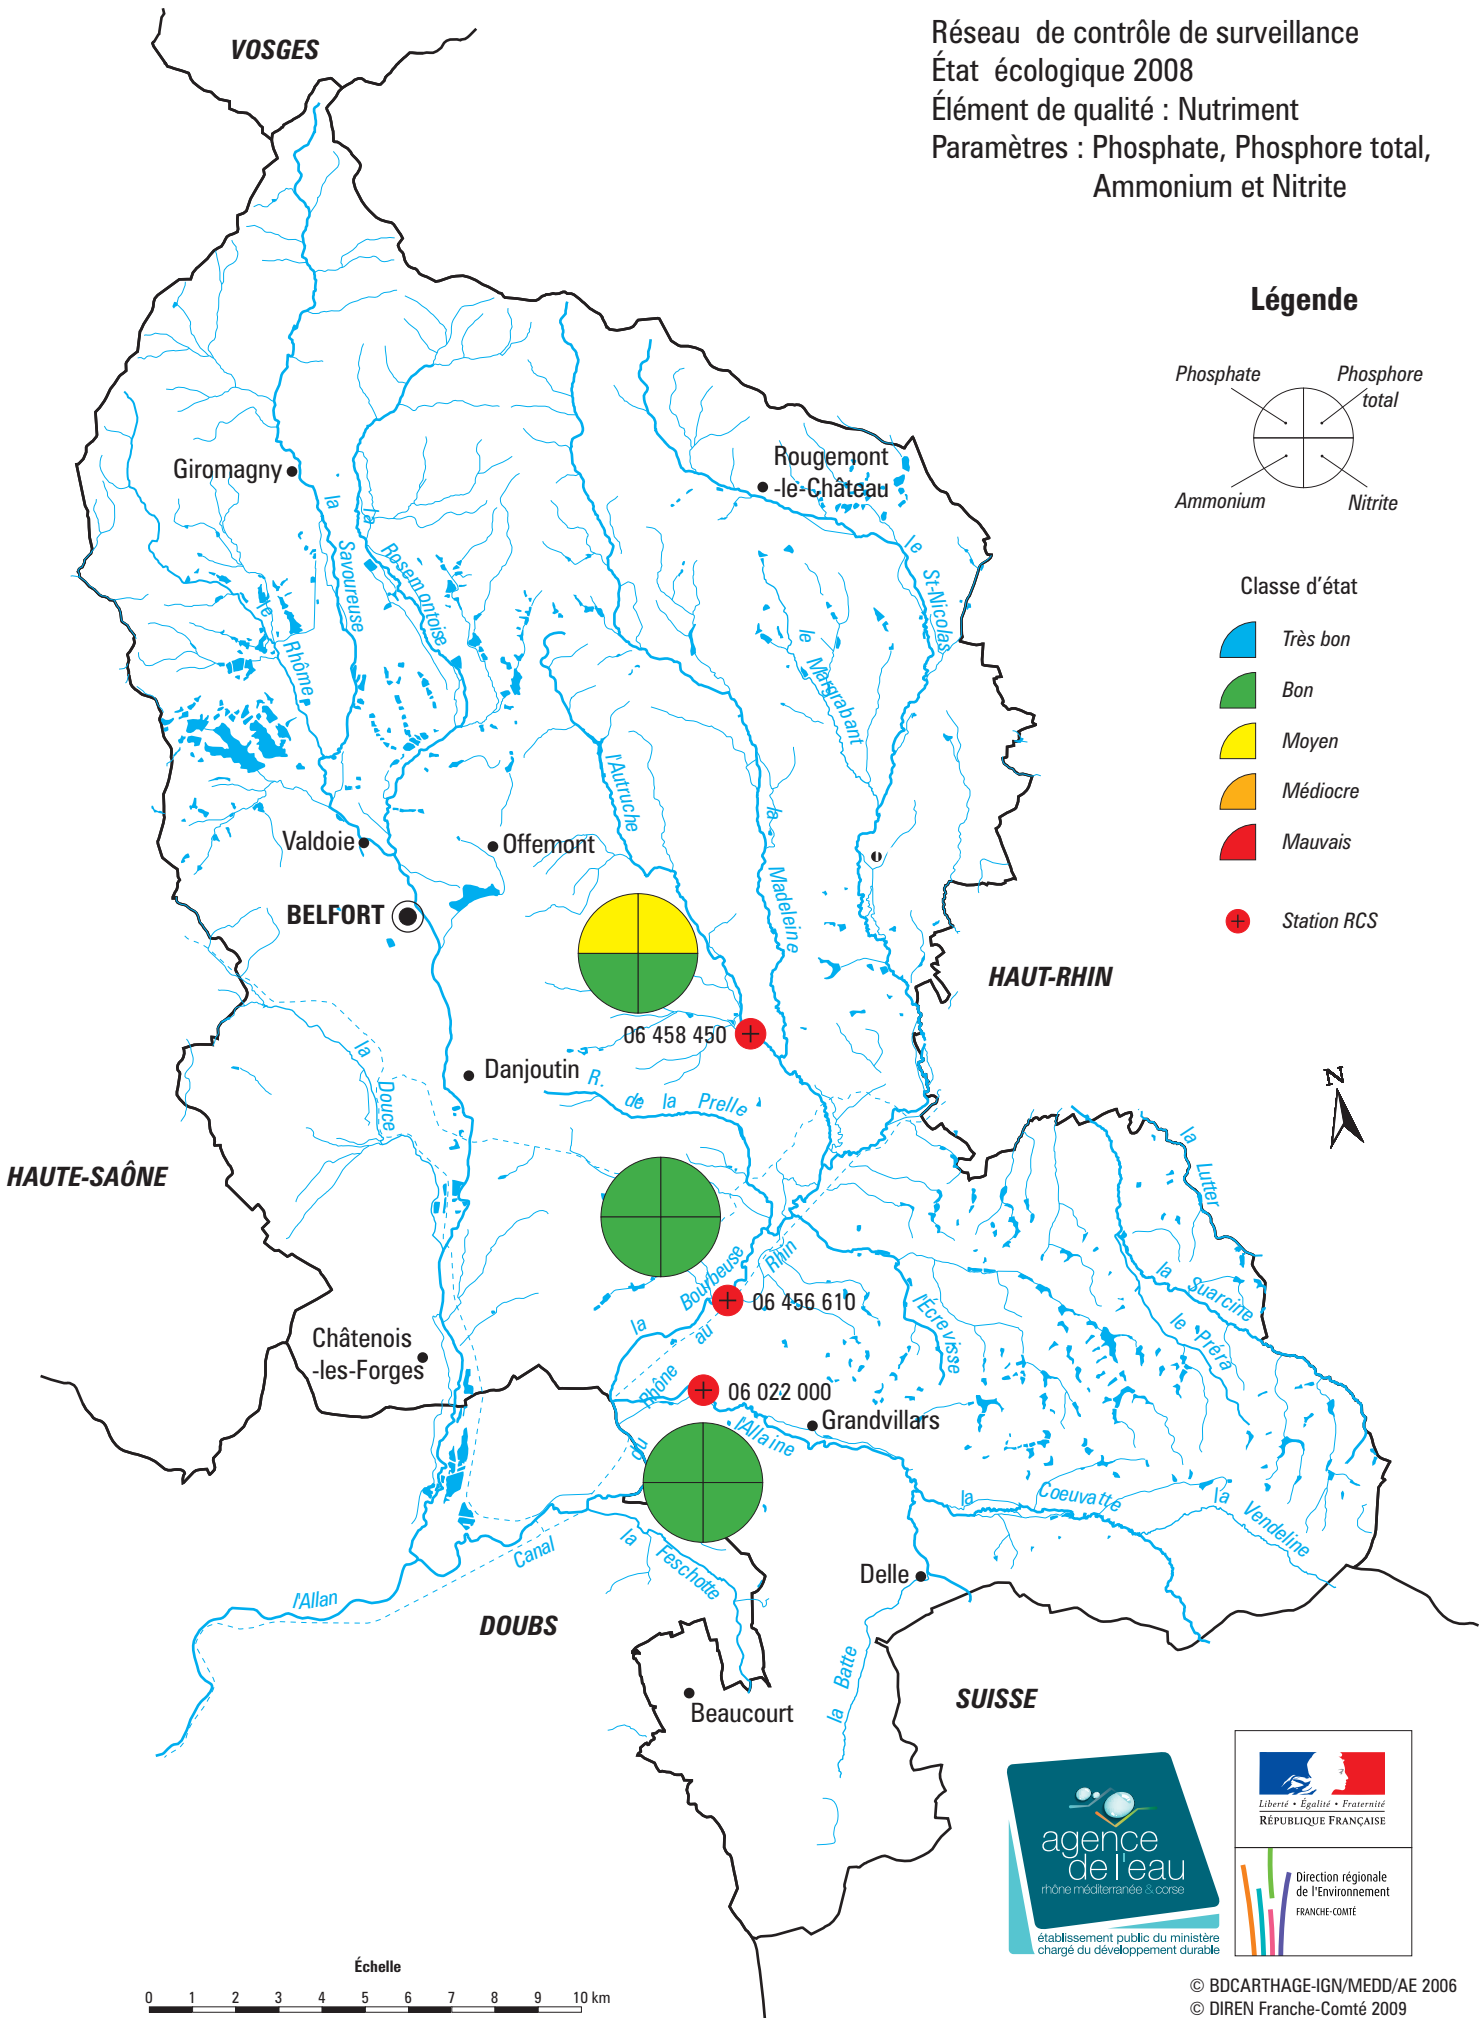 Réseau de contrôle de surveillance
État écologique 2008
Élément de qualité : Nutriment
Paramètres : Phosphate, Phosphore total,
Ammonium et Nitrite
VOSGES
Légende
Phosphate
Phosphore
total
Ammonium
Nitrite
Classe d'état
Très bon
Bon
Moyen
Médiocre
Mauvais
Station RCS
Giromagny
Rougemont
-le-Château
la Savoureuse
la Rosemontoise
le Rhôme
le St-Nicolas
le Margrabant
l'Autruche
la Madeleine
Valdoie
Offemont
BELFORT
HAUT-RHIN
06 458 450
Danjoutin
R. de la Prelle
la Douce
N
HAUTE-SAÔNE
la Lutter
la Suarcine
le Préra
la Bourbeuse
06 456 610
l'Écrevisse
Châtenois
-les-Forges
Canal du Rhône au Rhin
06 022 000
Grandvillars
l'Allaine
la Coeuvatte
la Vendeline
la Feschotte
l'Allan
Delle
DOUBS
la Batte
SUISSE
Beaucourt
agence
de l'eau
rhône méditerranée & corse
établissement public du ministère
chargé du développement durable
Liberté • Égalité • Fraternité
RÉPUBLIQUE FRANÇAISE
Direction régionale
de l'Environnement
FRANCHE-COMTÉ
Échelle
0 1 2 3 4 5 6 7 8 9 10 km
© BDCARTHAGE-IGN/MEDD/AE 2006
© DIREN Franche-Comté 2009